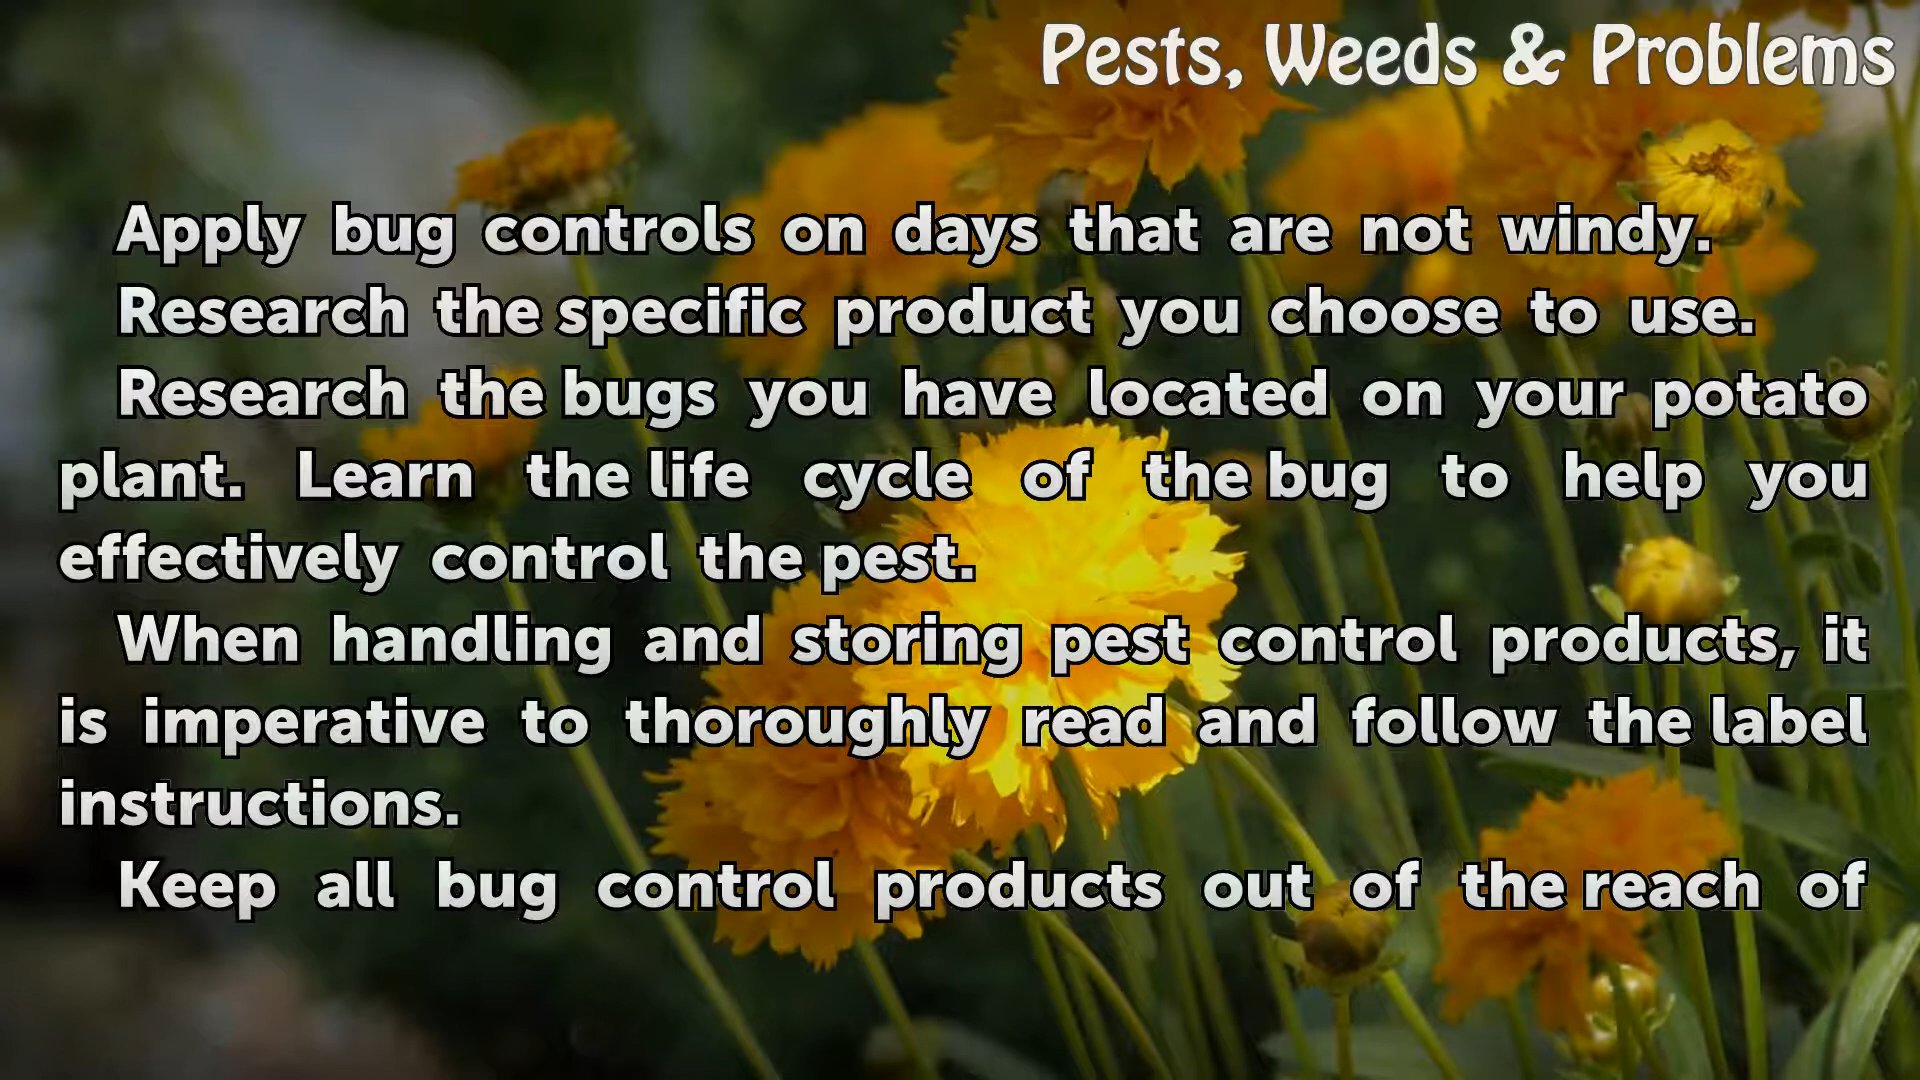 Pests, Weeds & Problems
Apply bug controls on days that are not windy.
Research the specific product you choose to use.
Research the bugs you have located on your potato
plant. Learn the life cycle of the bug to help you
effectively control the pest.
When handling and storing pest control products, it
is imperative to thoroughly read and follow the label
instructions.
Keep all bug control products out of the reach of